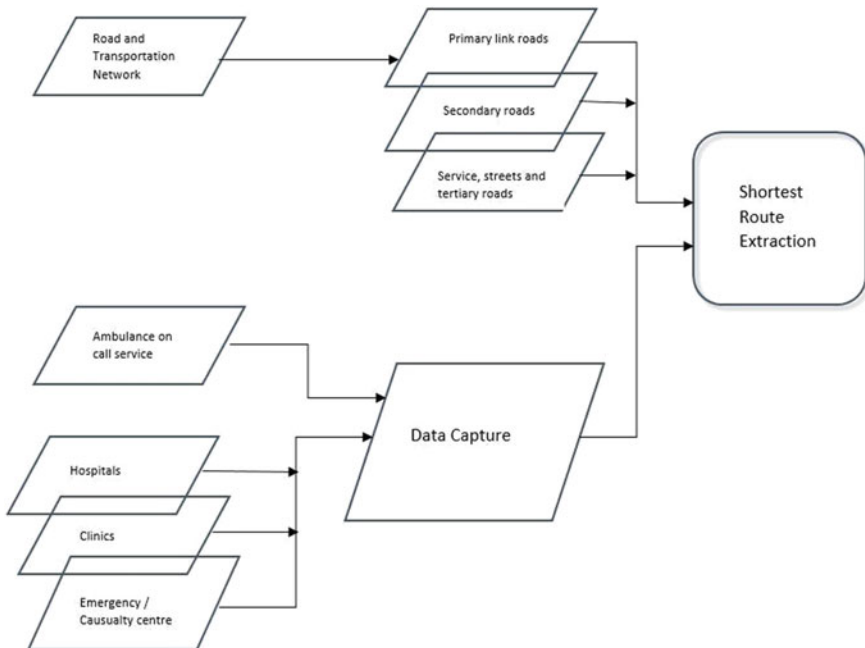 Road and
Transportation
Network
Primary link roads
Secondary roads
Service, streets and
tertiary roads
Shortest
Route
Extraction
Ambulance on
call service
Data Capture
Hospitals
Clinics
Emergency /
Causualty centre